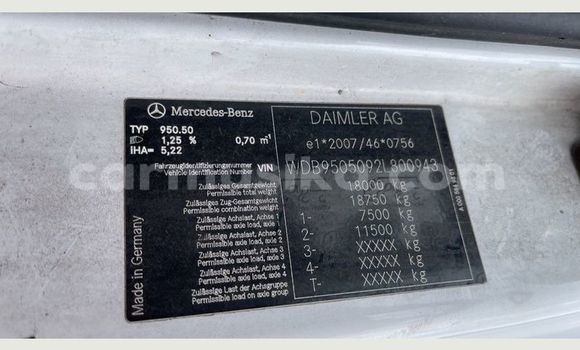 Mercedes-Benz
DAIMLER AG
TYP 950.50
1,25 % 0,70 m¹
IHA= 5,22
e1*2007/46*0756
Fahrzeugidentifizierungsnummer
Vehicle Identification Number VIN WDB9505092L800943
Zulässiges Gesamtgewicht
Permissible total weight 18000 kg
Zulässiges Zug-Gesamtgewicht
Permissible combination weight 18750 kg
Zulässige Achslast, Achse 1
Permissible axle load, axle 1 1- 7500 kg
Zulässige Achslast, Achse 2
Permissible axle load, axle 2 2- 11500 kg
Zulässige Achslast, Achse 3
Permissible axle load, axle 3 3- XXXXX kg
Zulässige Achslast, Achse 4
Permissible axle load, axle 4 4- XXXXX kg
Zulässige Last der Achsgruppe
Permissible load on axle group T- XXXXX kg
Made in Germany